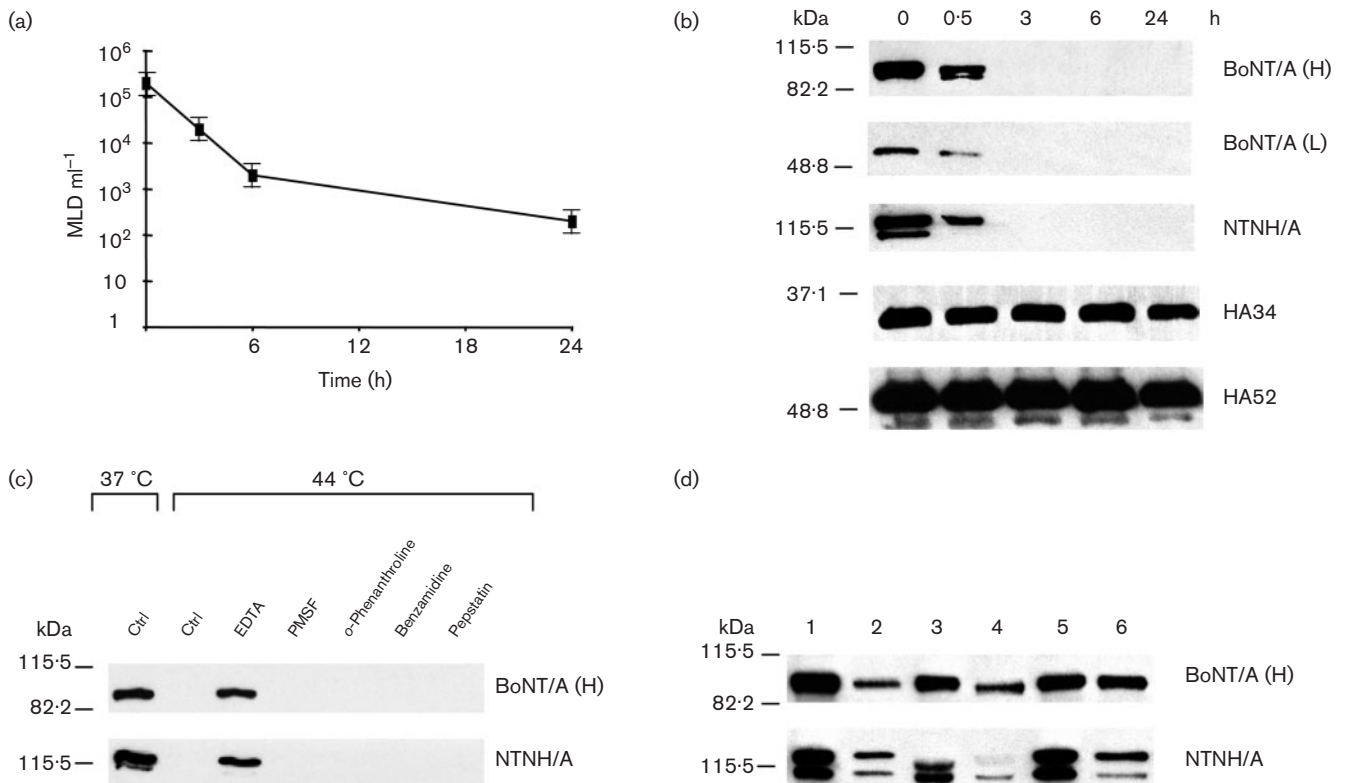 (a)
10⁶
10⁵
10⁴
10³
10²
10
1
MLD ml⁻¹
6 12 18 24
Time (h)
(b)
kDa 0 0·5 3 6 24 h
115·5
82·2
BoNT/A (H)
48·8
BoNT/A (L)
115·5
NTNH/A
37·1
HA34
48·8
HA52
(c)
37 °C 44 °C
kDa Ctrl Ctrl EDTA PMSF o-Phenanthroline Benzamidine Pepstatin
115·5
82·2
BoNT/A (H)
115·5
NTNH/A
(d)
kDa 1 2 3 4 5 6
115·5
82·2
BoNT/A (H)
115·5
NTNH/A